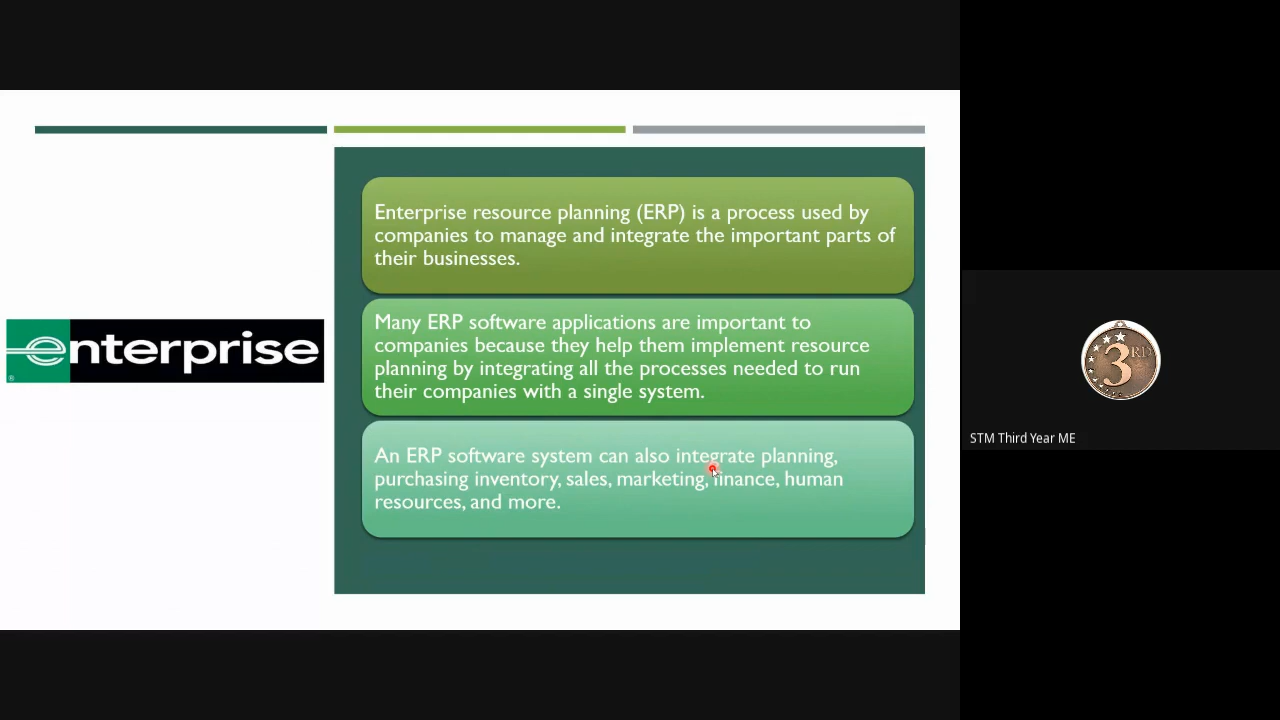 enterprise
®
Enterprise resource planning (ERP) is a process used by
companies to manage and integrate the important parts of
their businesses.
Many ERP software applications are important to
companies because they help them implement resource
planning by integrating all the processes needed to run
their companies with a single system.
An ERP software system can also integrate planning,
purchasing inventory, sales, marketing, finance, human
resources, and more.
3RD
STM Third Year ME